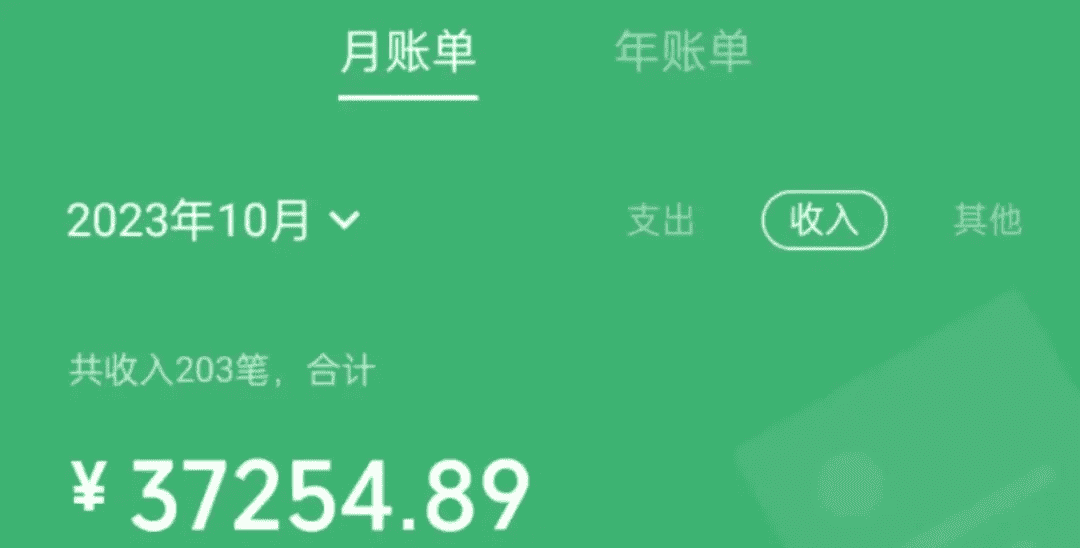 月账单 年账单
2023年10月 支出 收入 其他
共收入203笔，合计
¥37254.89